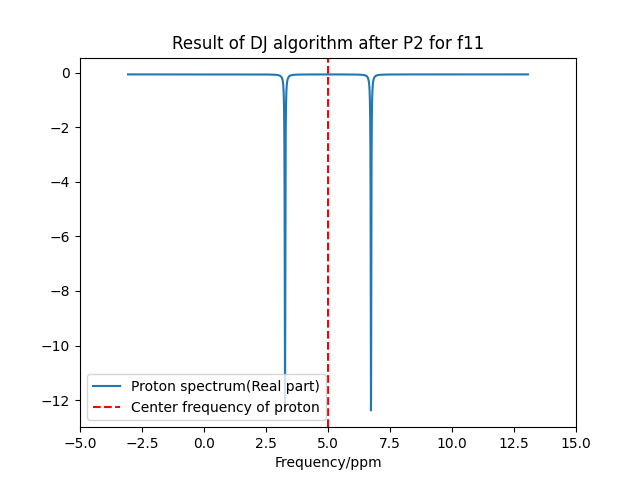 Result of DJ algorithm after P2 for f11
0
−2
−4
−6
−8
−10
−12
Proton spectrum(Real part)
Center frequency of proton
−5.0 −2.5 0.0 2.5 5.0 7.5 10.0 12.5 15.0
Frequency/ppm